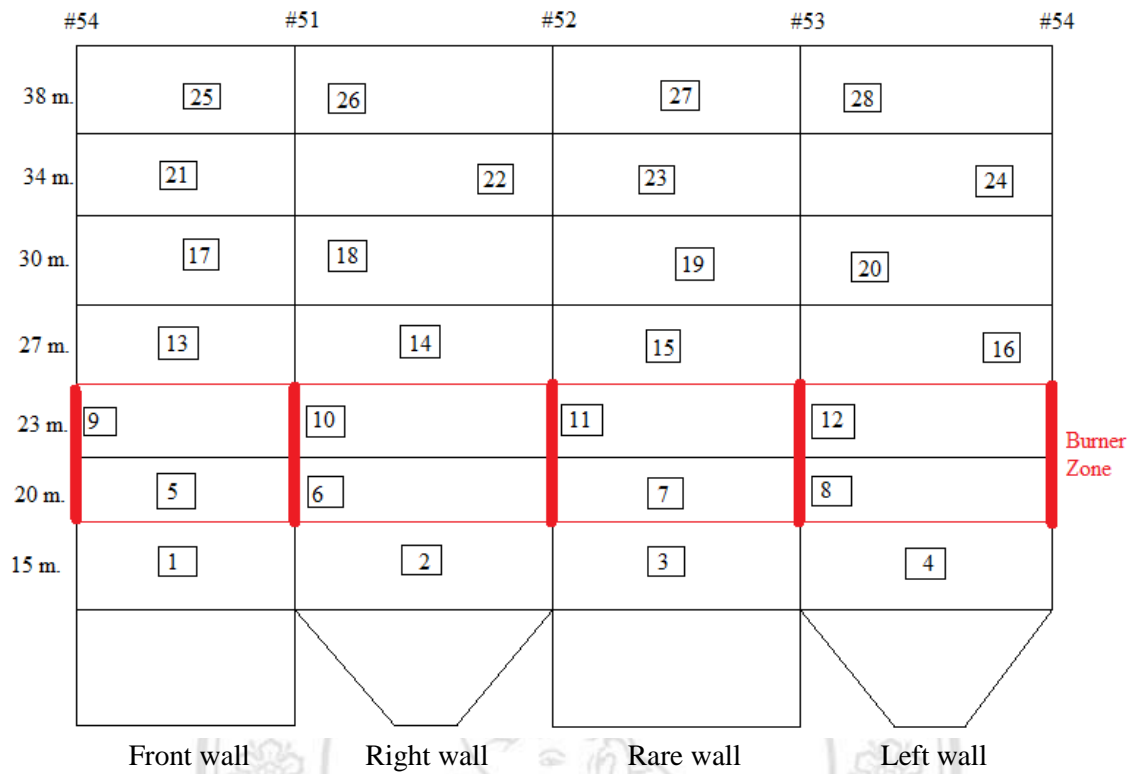 #54 #51 #52 #53 #54
38 m. 25 26 27 28
34 m. 21 22 23 24
30 m. 17 18 19 20
27 m. 13 14 15 16
23 m. 9 10 11 12
Burner
Zone
20 m. 5 6 7 8
15 m. 1 2 3 4
Front wall Right wall Rare wall Left wall